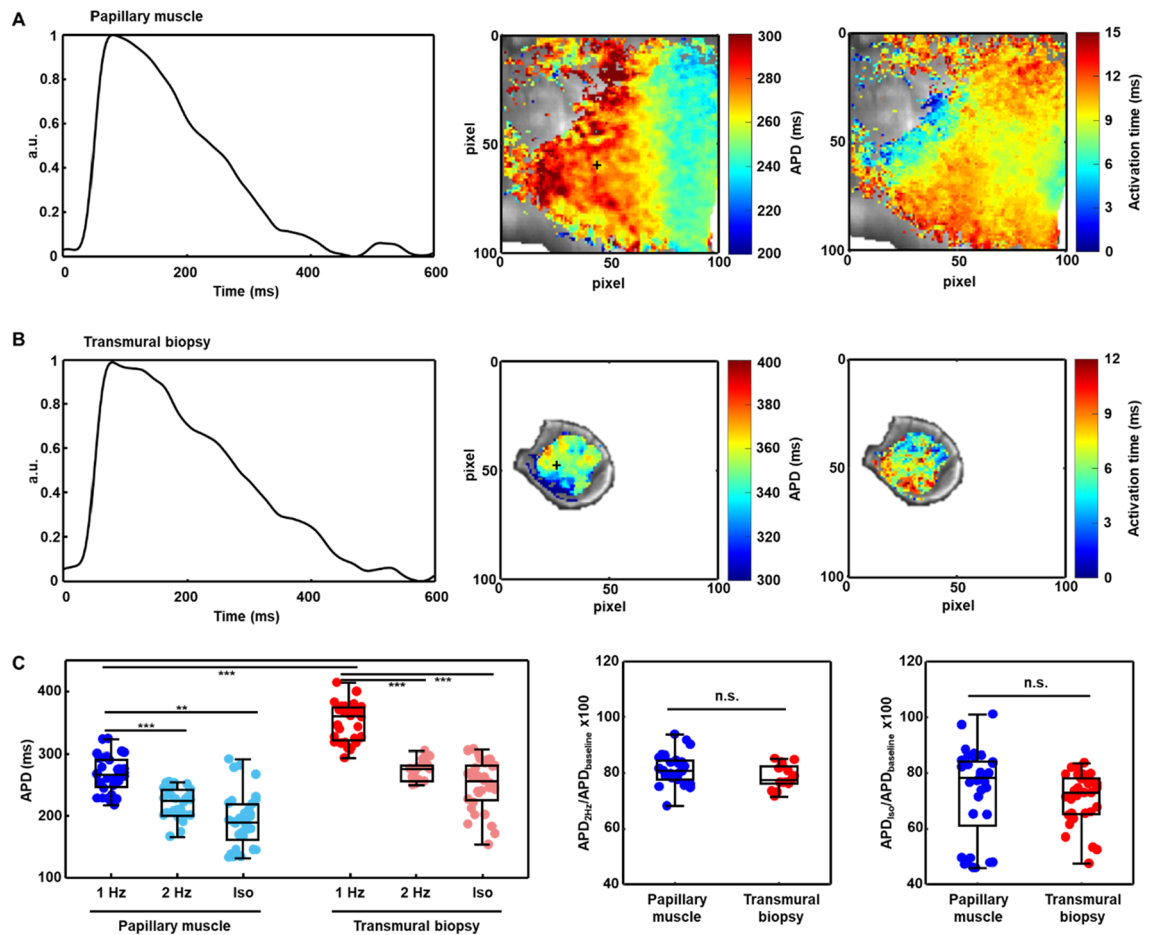 A
Papillary muscle
1
0.8
0.6
0.4
0.2
0
a.u.
0 200 400 600
Time (ms)
0
50
100
pixel
0 50 100
pixel
300
280
260
240
220
200
APD (ms)
0
50
100
0 50 100
pixel
15
12
9
6
3
0
Activation time (ms)
B
Transmural biopsy
1
0.8
0.6
0.4
0.2
0
a.u.
0 200 400 600
Time (ms)
0
50
100
pixel
0 50 100
pixel
400
380
360
340
320
300
APD (ms)
0
50
100
0 50 100
pixel
12
9
6
3
0
Activation time (ms)
C
400
300
200
100
APD (ms)
***
**
***
***
***
1 Hz 2 Hz Iso 1 Hz 2 Hz Iso
Papillary muscle Transmural biopsy
120
100
80
60
40
APD2Hz/APDbaseline x100
n.s.
Papillary Transmural
muscle biopsy
120
100
80
60
40
APDIso/APDbaseline x100
n.s.
Papillary Transmural
muscle biopsy